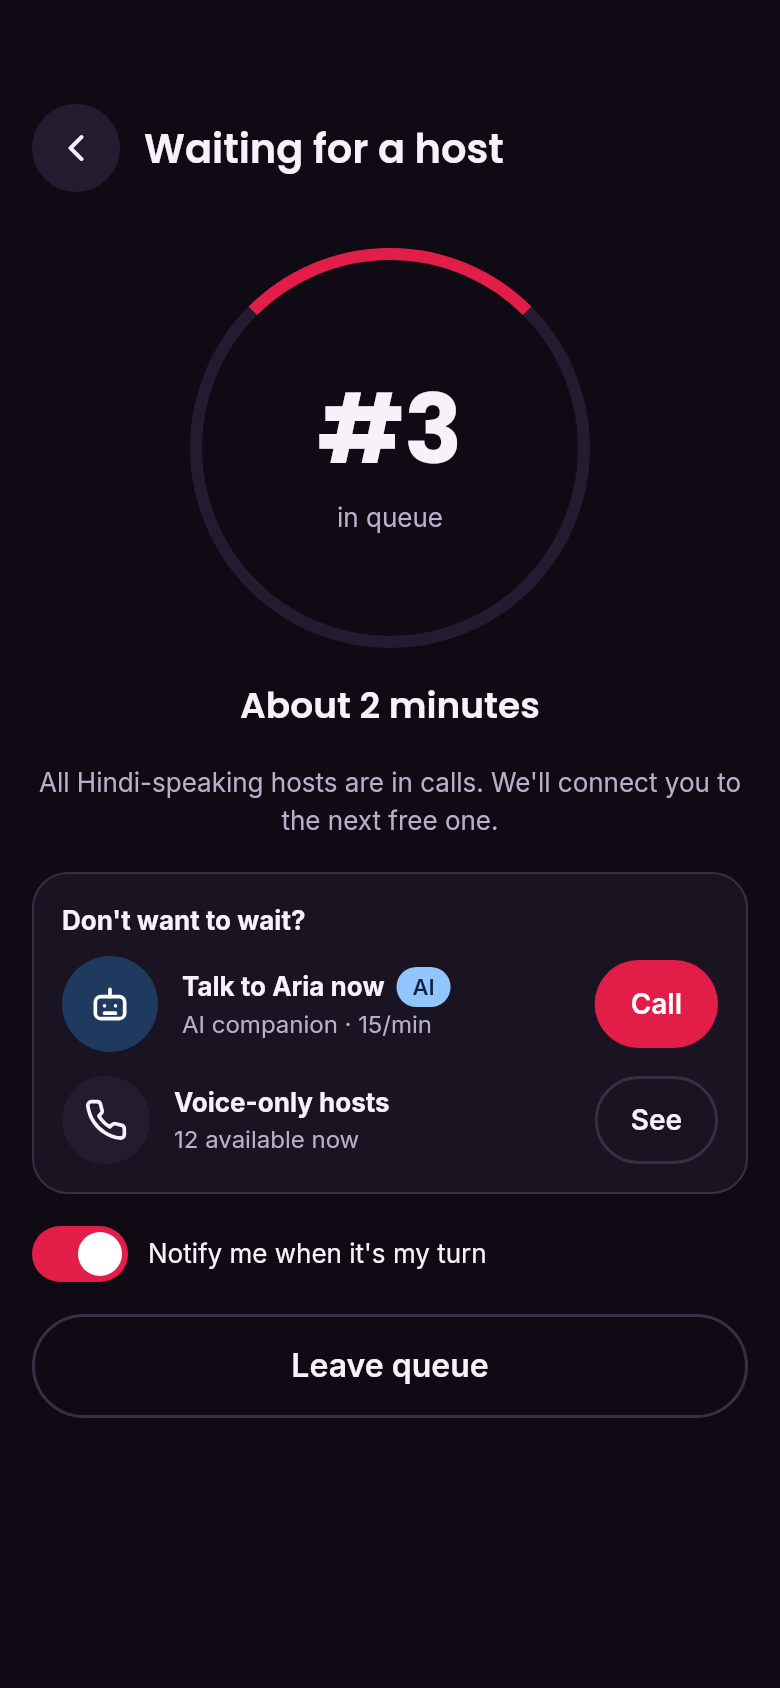 Waiting for a host
#3
in queue
About 2 minutes
All Hindi-speaking hosts are in calls. We'll connect you to
the next free one.
Don't want to wait?
Talk to Aria now AI
AI companion · 15/min
Call
Voice-only hosts
12 available now
See
Notify me when it's my turn
Leave queue